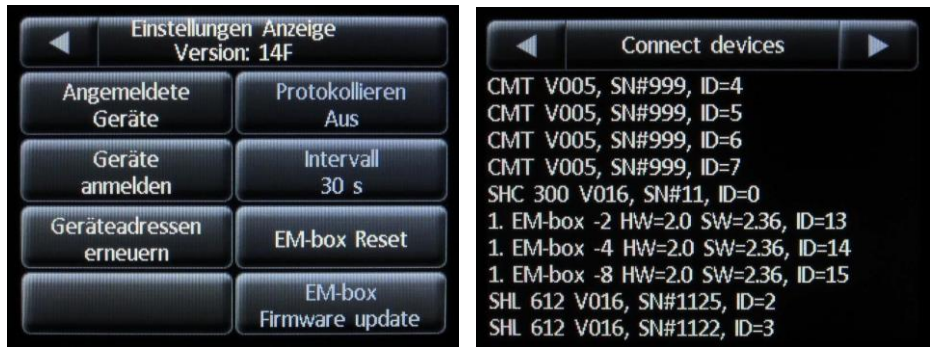 Einstellungen Anzeige
Version: 14F
Angemeldete
Geräte
Protokollieren
Aus
Geräte
anmelden
Intervall
30 s
Geräteadressen
erneuern
EM-box Reset
EM-box
Firmware update
Connect devices
CMT V005, SN#999, ID=4
CMT V005, SN#999, ID=5
CMT V005, SN#999, ID=6
CMT V005, SN#999, ID=7
SHC 300 V016, SN#11, ID=0
1. EM-box -2 HW=2.0 SW=2.36, ID=13
1. EM-box -4 HW=2.0 SW=2.36, ID=14
1. EM-box -8 HW=2.0 SW=2.36, ID=15
SHL 612 V016, SN#1125, ID=2
SHL 612 V016, SN#1122, ID=3